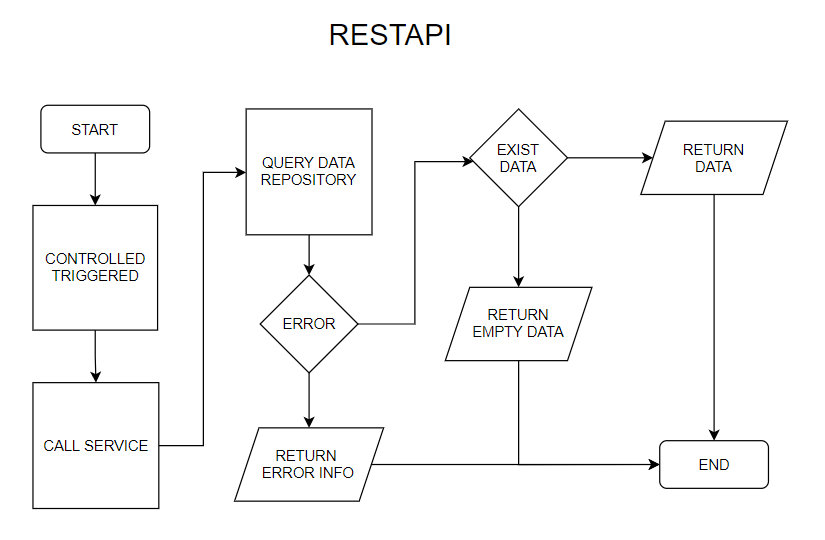 RESTAPI
START
CONTROLLED
TRIGGERED
CALL SERVICE
QUERY DATA
REPOSITORY
ERROR
RETURN
ERROR INFO
EXIST
DATA
RETURN
EMPTY DATA
RETURN
DATA
END